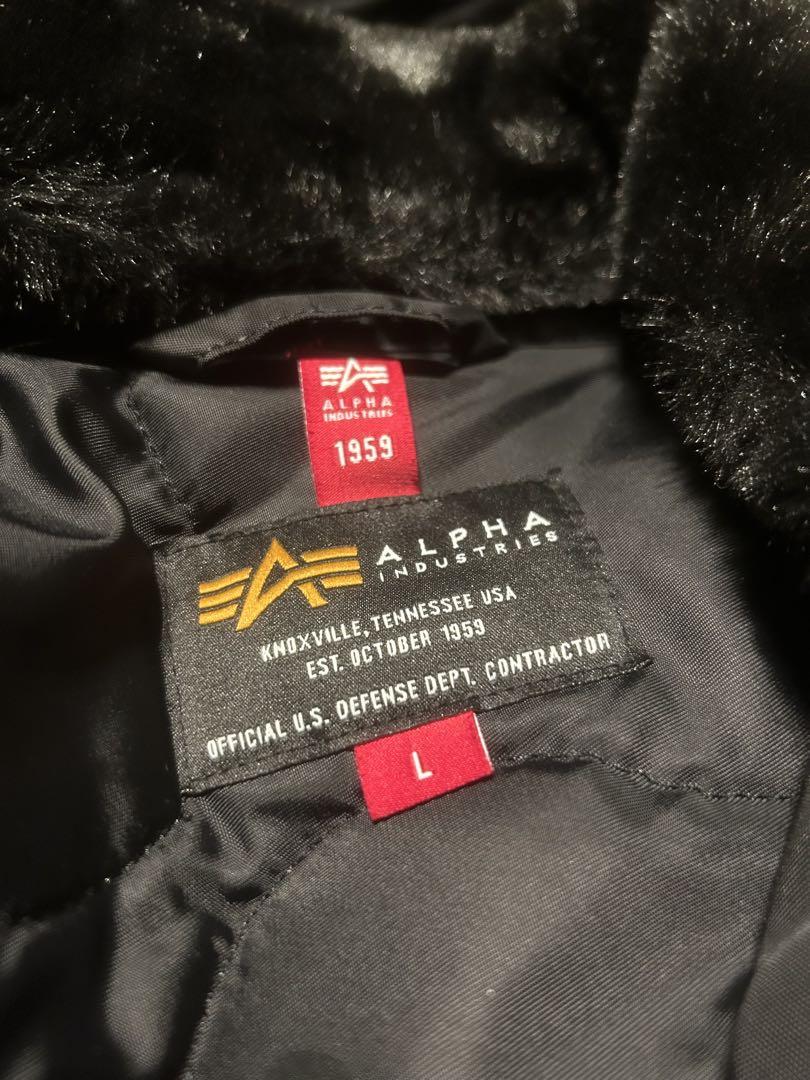 ALPHA
INDUSTRIES
1959
ALPHA
INDUSTRIES
KNOXVILLE, TENNESSEE USA
EST. OCTOBER 1959
OFFICIAL U.S. DEFENSE DEPT. CONTRACTOR
L